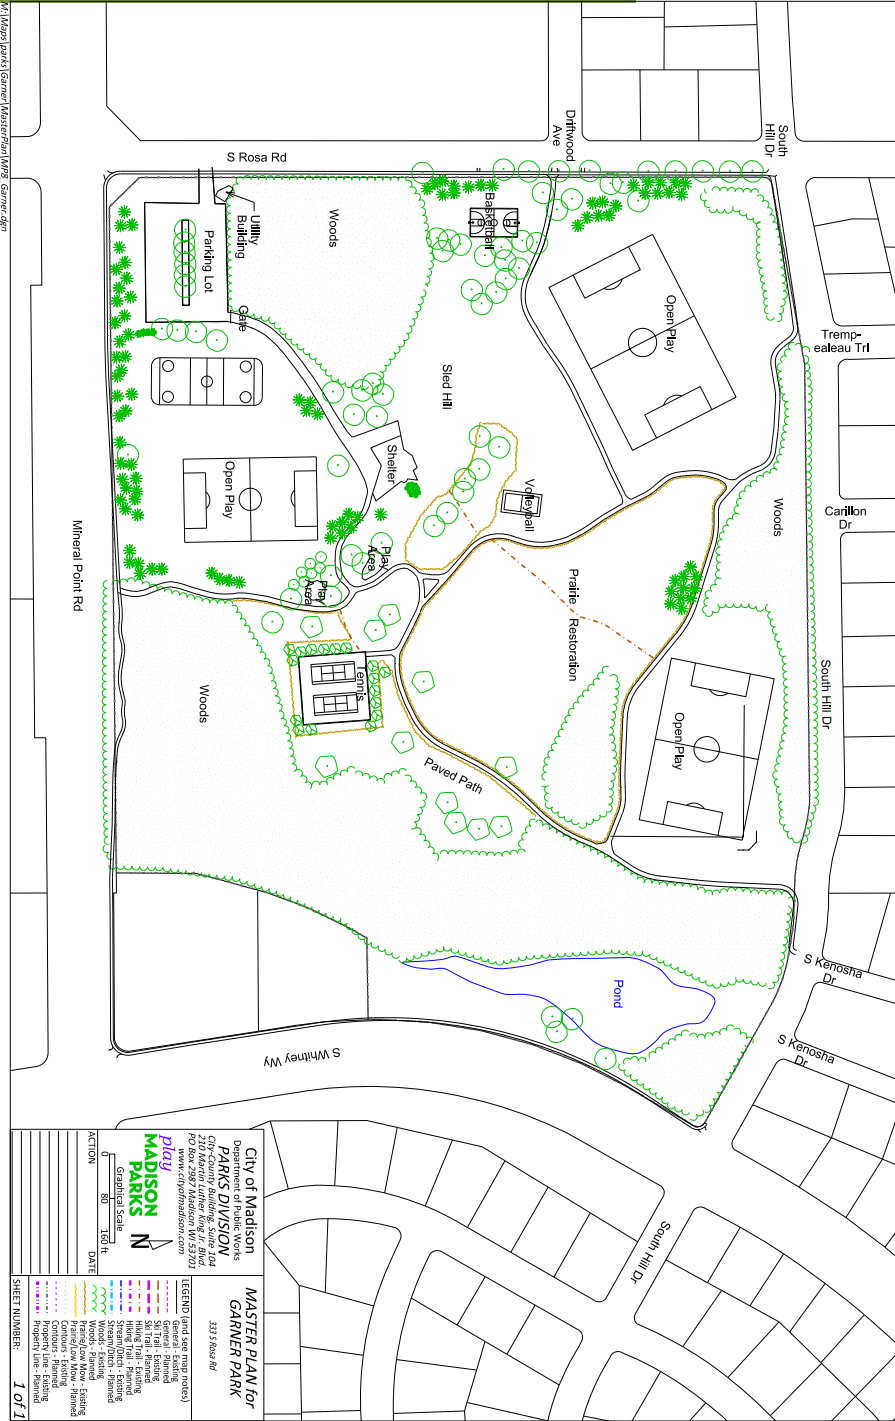 M:\Maps\parks\Garner\MasterPlan\MP8_Garner.dgn
S Rosa Rd
Driftwood
Ave
South
Hill Dr
Utility
Building
Parking Lot
Gate
Woods
Basketball
Open Play
Tremp-
ealeau Trl
Sled Hill
Shelter
Open Play
Volleyball
Woods
Carillon
Dr
Mineral Point Rd
Play
Area
Play
Area
Prairie Restoration
Woods
Tennis
Open Play
South Hill Dr
Paved Path
Pond
S Kenosha
Dr
S Kenosha
Dr
S Whitney Wy
South Hill Dr
City of Madison
Department of Public Works
PARKS DIVISION
City-County Building, Suite 104
210 Martin Luther King Jr. Blvd.
PO Box 2987 Madison WI 53701
www.cityofmadison.com
play
MADISON
PARKS
N
0 80 160 ft
Graphical Scale
ACTION DATE
MASTER PLAN for
GARNER PARK
333 S Rosa Rd
LEGEND (and see map notes)
General - Existing
General - Planned
Ski Trail - Existing
Ski Trail - Planned
Hiking Trail - Existing
Hiking Trail - Planned
Stream/Ditch - Existing
Stream/Ditch - Planned
Woods - Existing
Woods - Planned
Prairie/Low Mow - Existing
Prairie/Low Mow - Planned
Contours - Existing
Contours - Planned
Property Line - Existing
Property Line - Planned
SHEET NUMBER:
1 of 1